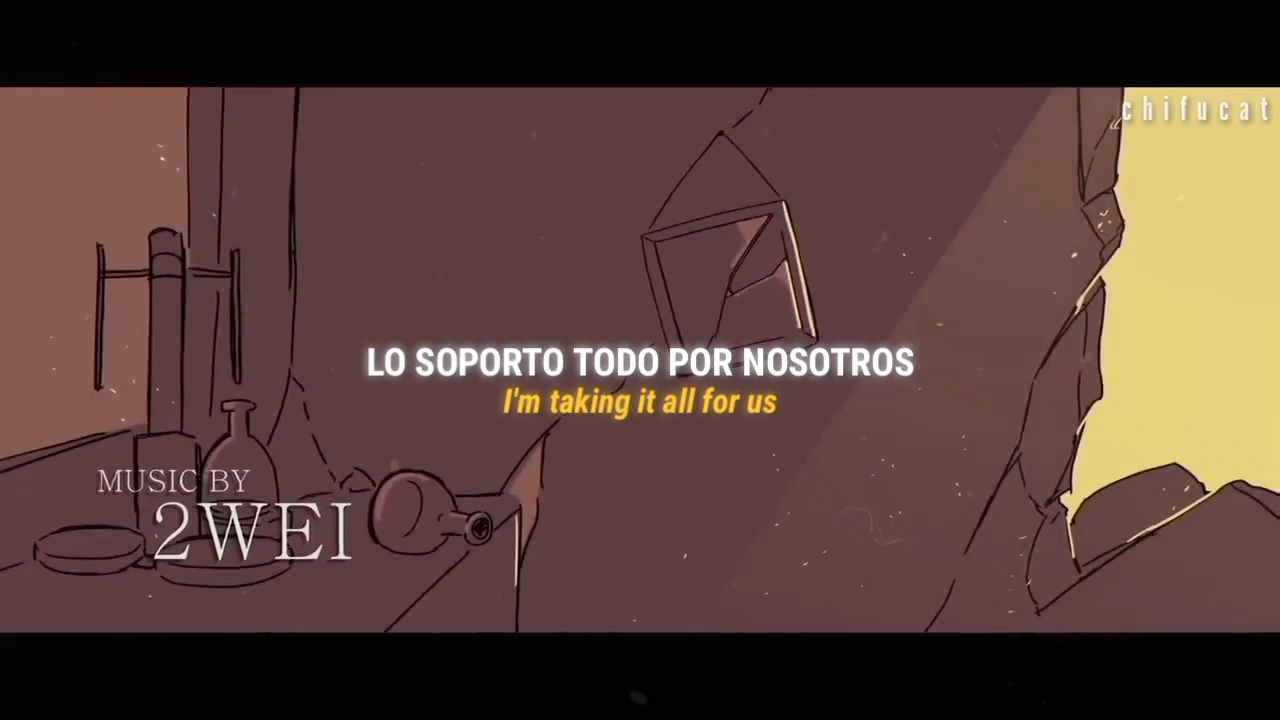 chifucat
LO SOPORTO TODO POR NOSOTROS
I'm taking it all for us
MUSIC BY
2WEI